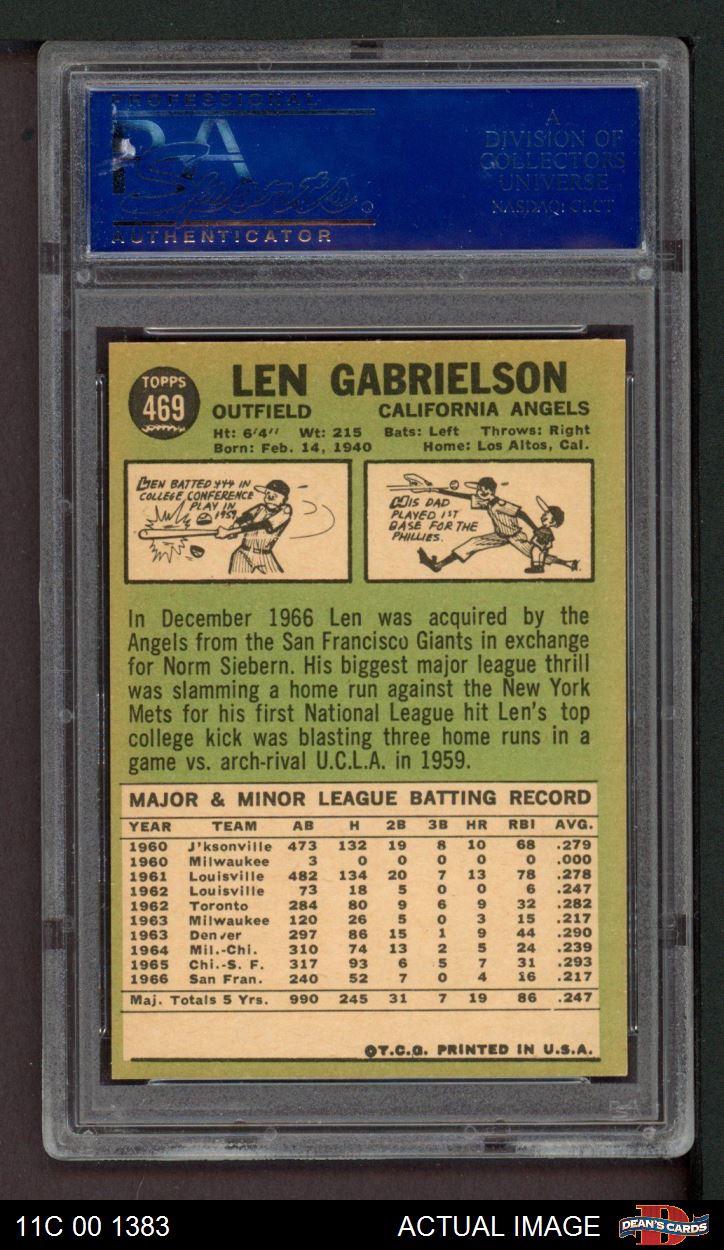 PROFESSIONAL
PSA
Sports
AUTHENTICATOR
A
DIVISION OF
COLLECTORS
UNIVERSE
NASDAQ: CLCT
TOPPS
469
LEN GABRIELSON
OUTFIELD CALIFORNIA ANGELS
Ht: 6'4" Wt: 215 Bats: Left Throws: Right
Born: Feb. 14, 1940 Home: Los Altos, Cal.
LEN BATTED .444 IN
COLLEGE CONFERENCE
PLAY IN
1959.
HIS DAD
PLAYED 1ST
BASE FOR THE
PHILLIES.
In December 1966 Len was acquired by the
Angels from the San Francisco Giants in exchange
for Norm Siebern. His biggest major league thrill
was slamming a home run against the New York
Mets for his first National League hit Len's top
college kick was blasting three home runs in a
game vs. arch-rival U.C.L.A. in 1959.
MAJOR & MINOR LEAGUE BATTING RECORD
YEAR TEAM AB H 2B 3B HR RBI AVG.
1960 J'ksonville 473 132 19 8 10 68 .279
1960 Milwaukee 3 0 0 0 0 0 .000
1961 Louisville 482 134 20 7 13 78 .278
1962 Louisville 73 18 5 0 0 6 .247
1962 Toronto 284 80 9 6 9 32 .282
1963 Milwaukee 120 26 5 0 3 15 .217
1963 Denver 297 86 15 1 9 44 .290
1964 Mil.-Chi. 310 74 13 2 5 24 .239
1965 Chi.-S. F. 317 93 6 5 7 31 .293
1966 San Fran. 240 52 7 0 4 16 .217
Maj. Totals 5 Yrs. 990 245 31 7 19 86 .247
©T.C.G. PRINTED IN U.S.A.
11C 00 1383 ACTUAL IMAGE
DEAN'S CARDS